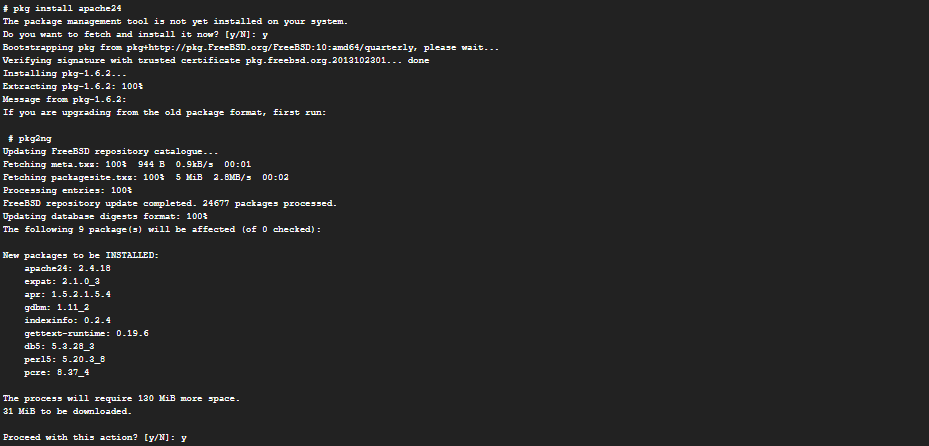 # pkg install apache24
The package management tool is not yet installed on your system.
Do you want to fetch and install it now? [y/N]: y
Bootstrapping pkg from pkg+http://pkg.FreeBSD.org/FreeBSD:10:amd64/quarterly, please wait...
Verifying signature with trusted certificate pkg.freebsd.org.2013102301... done
Installing pkg-1.6.2...
Extracting pkg-1.6.2: 100%
Message from pkg-1.6.2:
If you are upgrading from the old package format, first run:
# pkg2ng
Updating FreeBSD repository catalogue...
Fetching meta.txz: 100% 944 B 0.9kB/s 00:01
Fetching packagesite.txz: 100% 5 MiB 2.8MB/s 00:02
Processing entries: 100%
FreeBSD repository update completed. 24677 packages processed.
Updating database digests format: 100%
The following 9 package(s) will be affected (of 0 checked):
New packages to be INSTALLED:
apache24: 2.4.18
expat: 2.1.0_3
apr: 1.5.2.1.5.4
gdbm: 1.11_2
indexinfo: 0.2.4
gettext-runtime: 0.19.6
db5: 5.3.28_3
perl5: 5.20.3_8
pcre: 8.37_4
The process will require 130 MiB more space.
31 MiB to be downloaded.
Proceed with this action? [y/N]: y